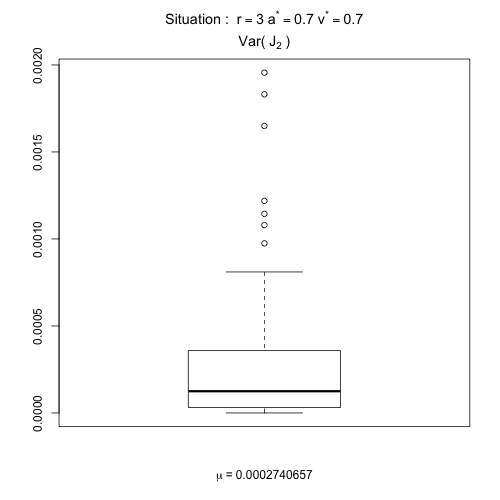 Situation :  r = 3 a* = 0.7 v* = 0.7
Var( J₂ )
0.0020
0.0015
0.0010
0.0005
0.0000
μ = 0.0002740657